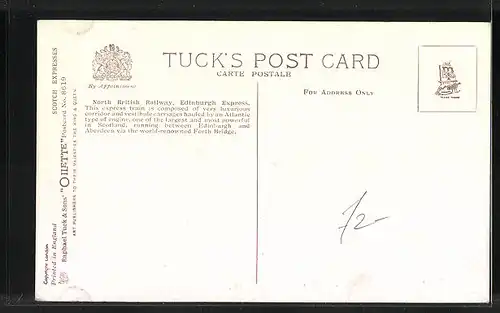 TUCK'S POST CARD
CARTE POSTALE
By Appointment
FOR ADDRESS ONLY
North British Railway, Edinburgh Express.
This express train is composed of very luxurious
corridor and vestibule carriages hauled by an Atlantic
type of engine, one of the largest and most powerful
in Scotland, running between Edinburgh and
Aberdeen via the world-renowned Forth Bridge.
SCOTCH EXPRESSES
Raphael Tuck & Sons' "OILETTE" Postcard No. 8619
ART PUBLISHERS TO THEIR MAJESTIES THE KING & QUEEN
Copyright London
Printed in England